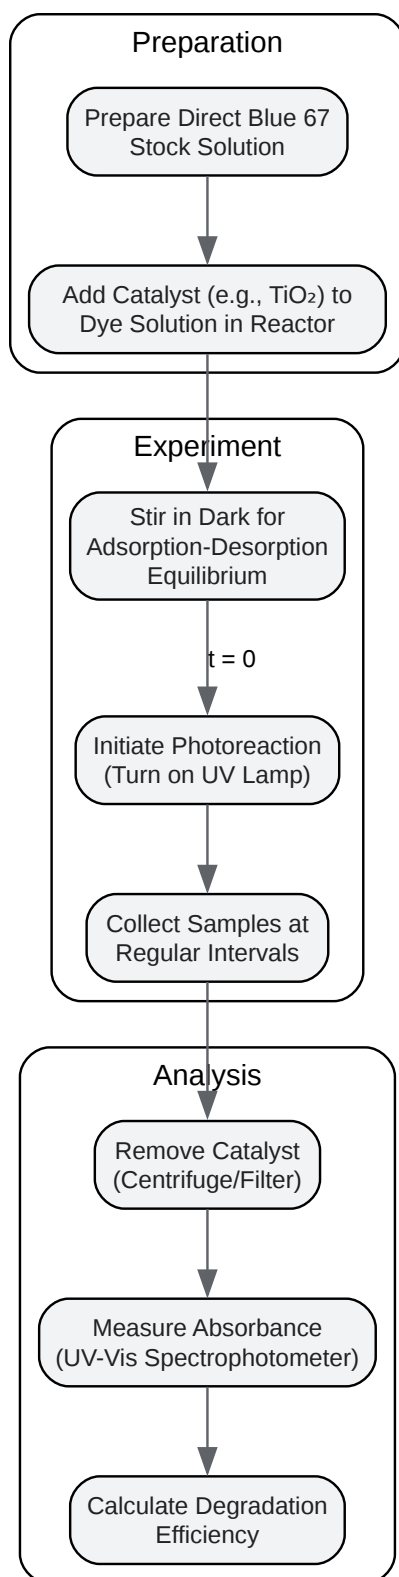 Preparation
Prepare Direct Blue 67
Stock Solution
Add Catalyst (e.g., TiO₂) to
Dye Solution in Reactor
Experiment
Stir in Dark for
Adsorption-Desorption
Equilibrium
t = 0
Initiate Photoreaction
(Turn on UV Lamp)
Collect Samples at
Regular Intervals
Analysis
Remove Catalyst
(Centrifuge/Filter)
Measure Absorbance
(UV-Vis Spectrophotometer)
Calculate Degradation
Efficiency